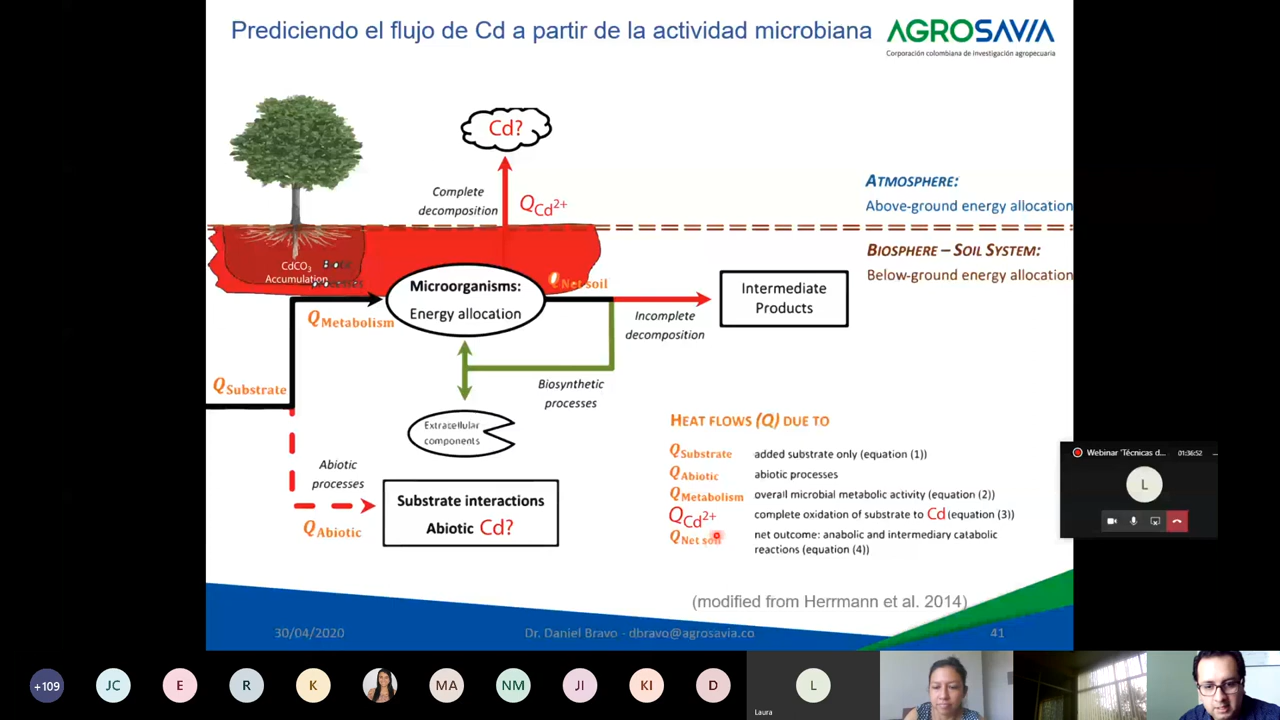 Prediciendo el flujo de Cd a partir de la actividad microbiana
AGROSAVIA
Corporación colombiana de investigación agropecuaria
Cd?
Complete
decomposition
QCd2+
ATMOSPHERE:
Above-ground energy allocation
BIOSPHERE – SOIL SYSTEM:
Below-ground energy allocation
CdCO3
Accumulation
Microorganisms:
Energy allocation
QNet soil
Intermediate
Products
QMetabolism
Incomplete
decomposition
QSubstrate
Biosynthetic
processes
Extracellular
components
Abiotic
processes
QAbiotic
Substrate interactions
Abiotic Cd?
HEAT FLOWS (Q) DUE TO
QSubstrate added substrate only (equation (1))
QAbiotic abiotic processes
QMetabolism overall microbial metabolic activity (equation (2))
QCd2+ complete oxidation of substrate to Cd (equation (3))
QNet soil net outcome: anabolic and intermediary catabolic
reactions (equation (4))
(modified from Herrmann et al. 2014)
30/04/2020
Dr. Daniel Bravo - dbravo@agrosavia.co
41
Webinar 'Técnicas d...
01:36:52
L
+109
JC
E
R
K
MA
NM
JI
KI
D
L
Laura